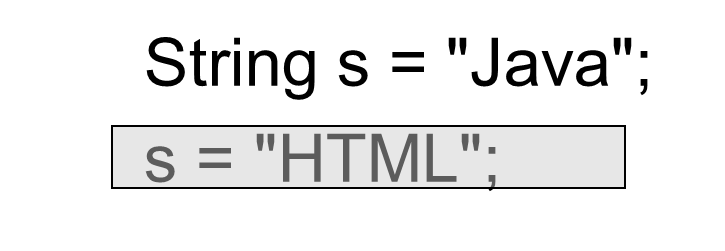 String s = "Java";
s = "HTML";